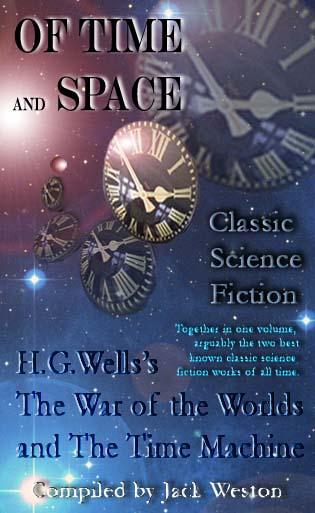 OF TIME
AND SPACE
Classic
Science
Fiction
Together in one volume,
arguably the two best
known classic science
fiction works of all time.
H.G.Wells's
The War of the Worlds
and The Time Machine
Compiled by Jack Weston